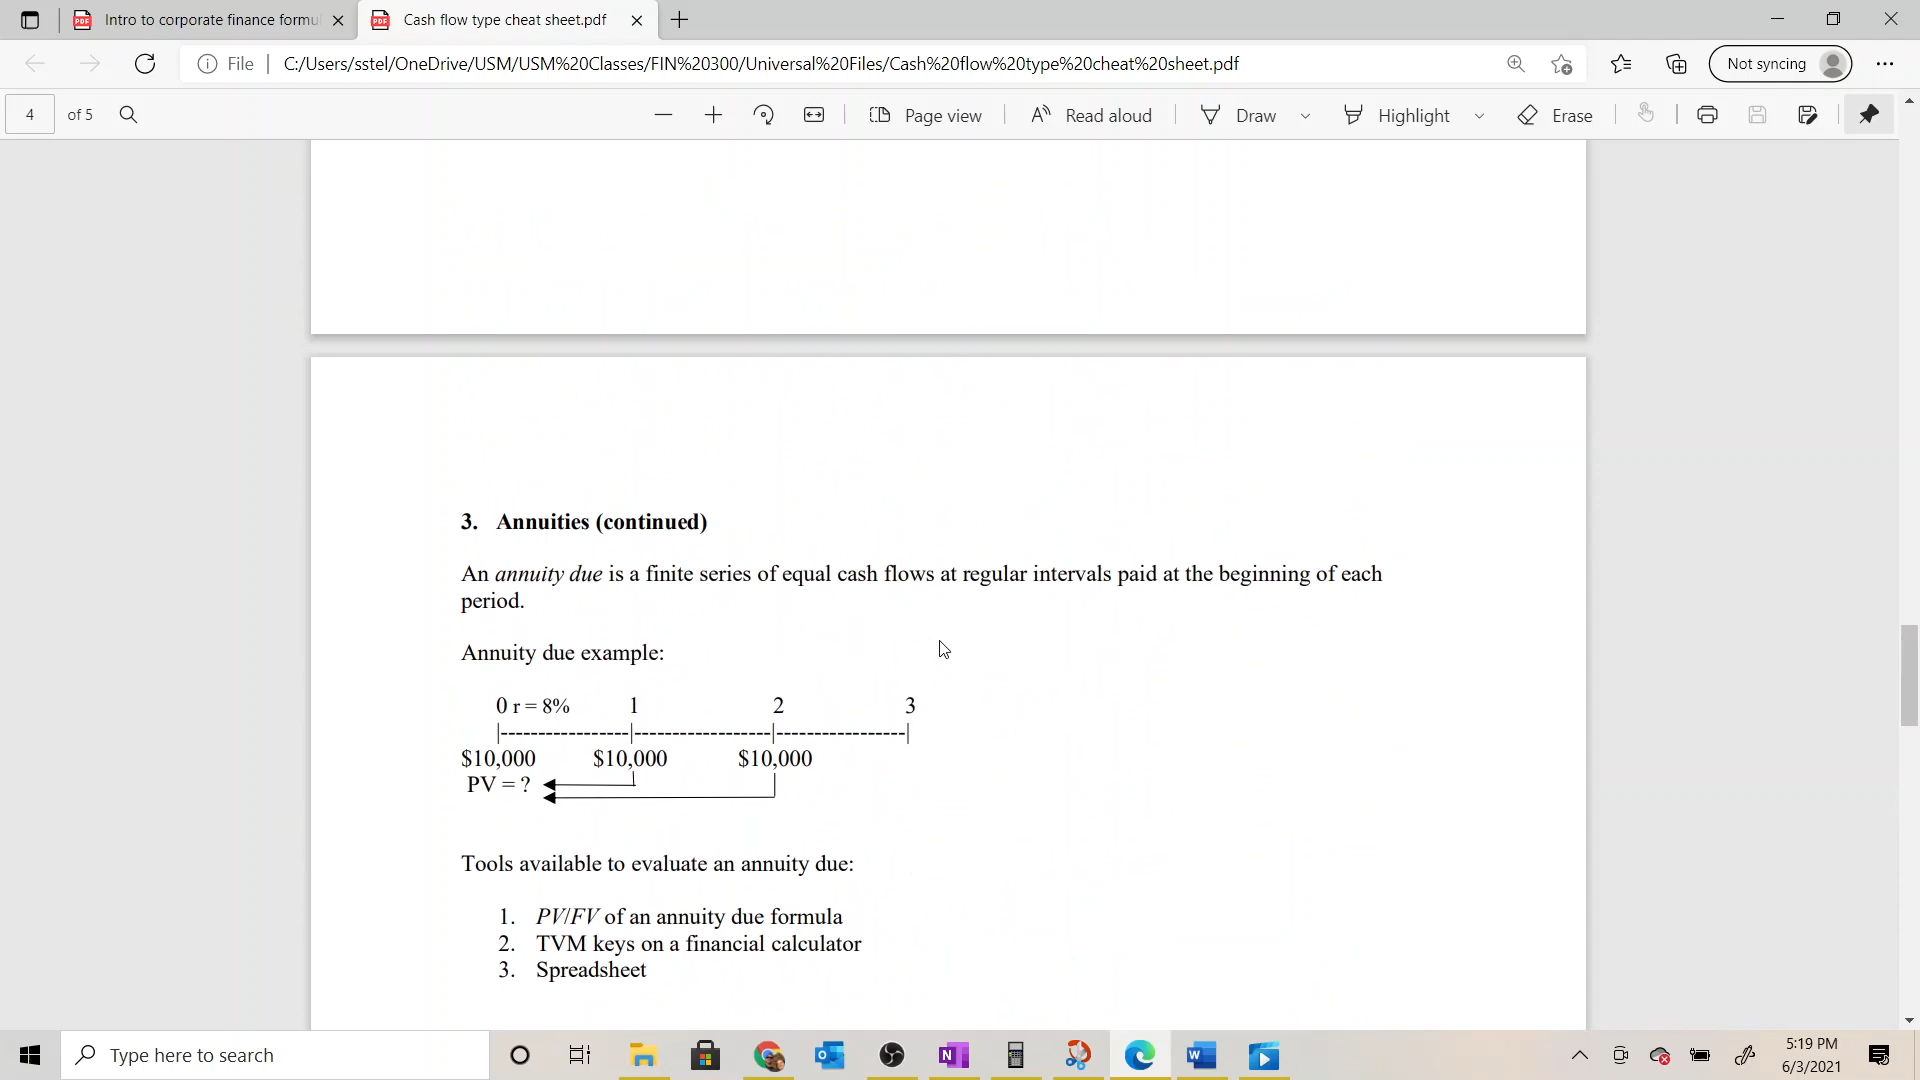 Intro to corporate finance formu
Cash flow type cheat sheet.pdf
File
C:/Users/sstel/OneDrive/USM/USM%20Classes/FIN%20300/Universal%20Files/Cash%20flow%20type%20cheat%20sheet.pdf
Not syncing
4 of 5
Page view
Read aloud
Draw
Highlight
Erase
3. Annuities (continued)
An annuity due is a finite series of equal cash flows at regular intervals paid at the beginning of each
period.
Annuity due example:
0 r = 8% 1 2 3
|-----------------|------------------|-----------------|
$10,000 $10,000 $10,000
PV = ?
Tools available to evaluate an annuity due:
1. PV/FV of an annuity due formula
2. TVM keys on a financial calculator
3. Spreadsheet
Type here to search
5:19 PM
6/3/2021